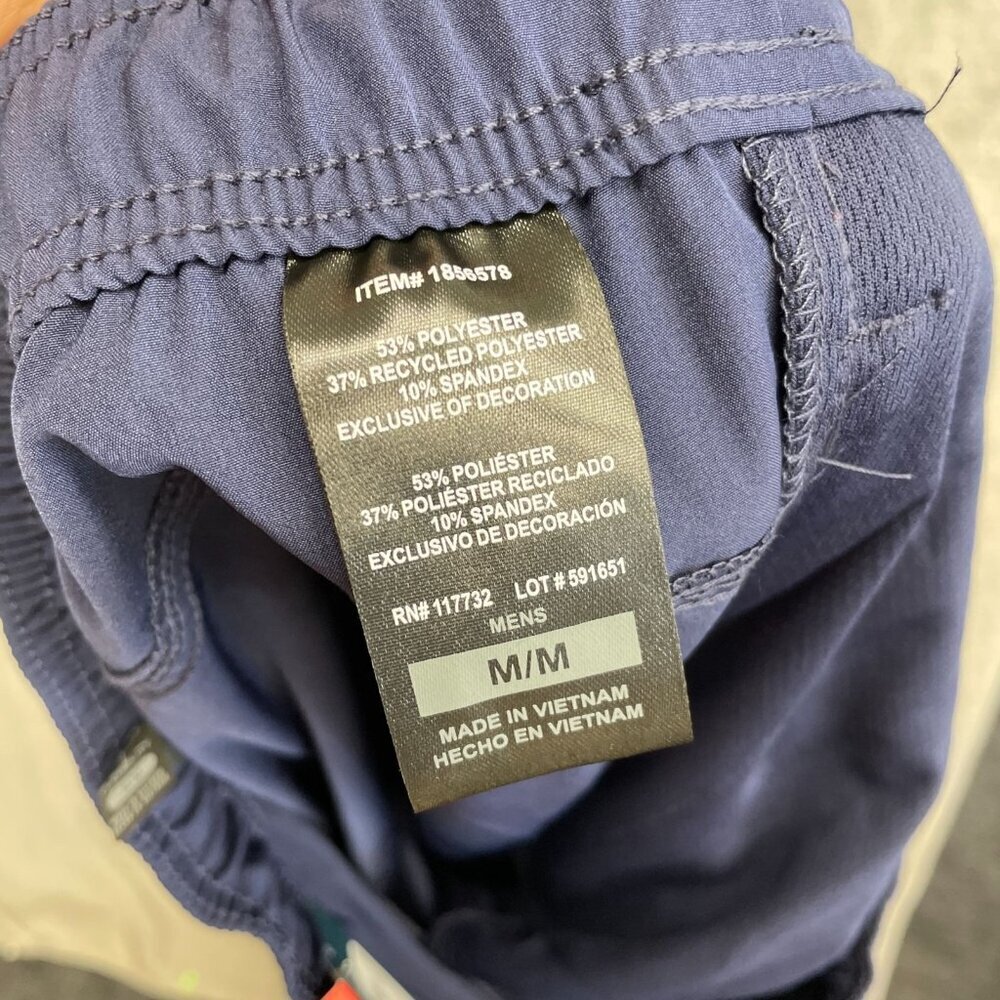 ITEM# 1856578
53% POLYESTER
37% RECYCLED POLYESTER
10% SPANDEX
EXCLUSIVE OF DECORATION
53% POLIÉSTER
37% POLIÉSTER RECICLADO
10% SPANDEX
EXCLUSIVO DE DECORACIÓN
RN# 117732 LOT # 591651
MENS
M/M
MADE IN VIETNAM
HECHO EN VIETNAM